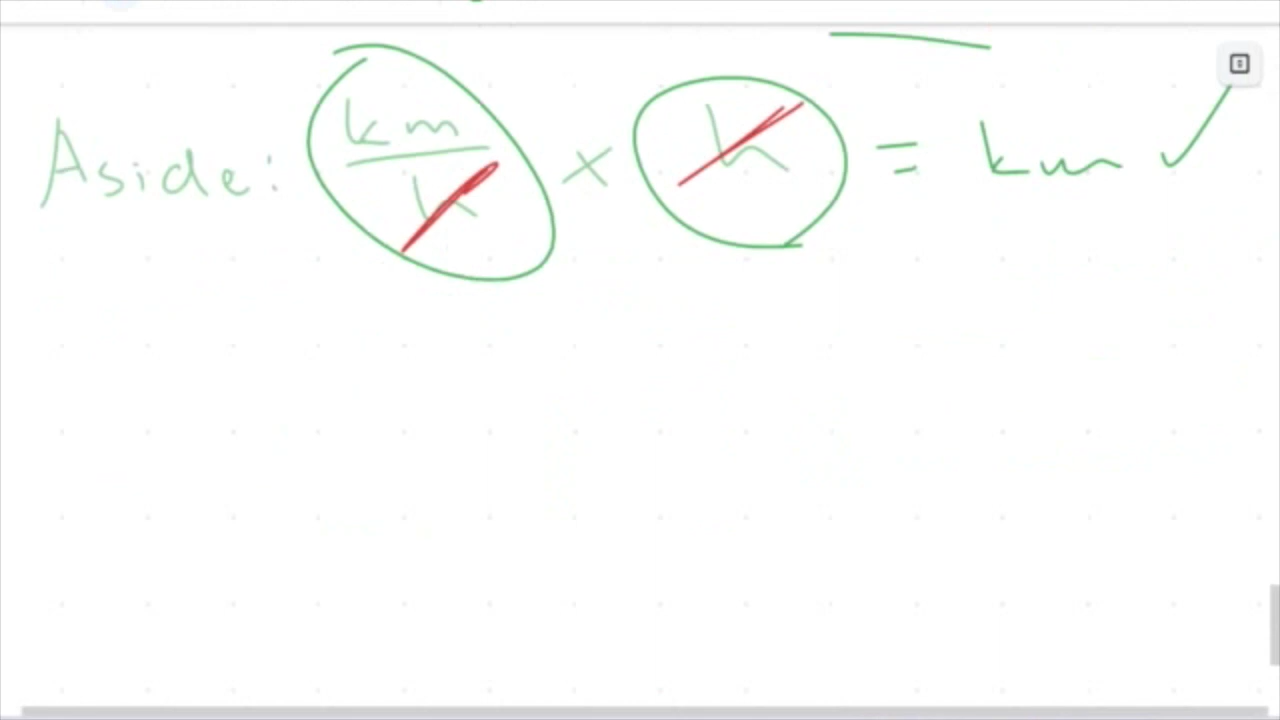 Aside: km/h × h = km ✓